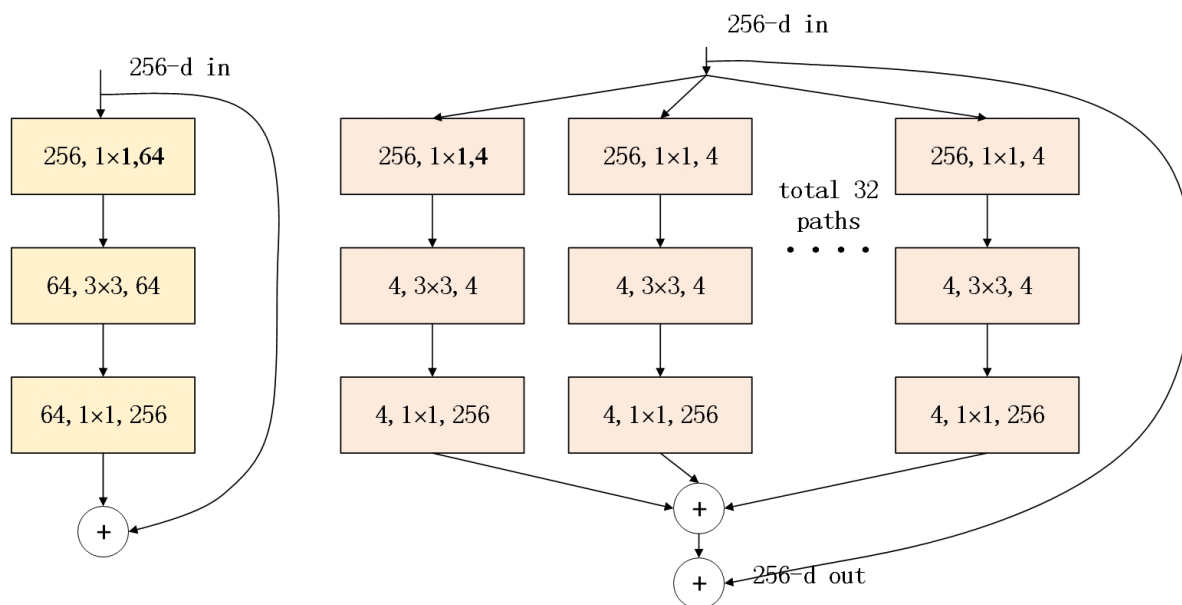 256-d in
256, 1×1,64
64, 3×3, 64
64, 1×1, 256
+
256-d in
256, 1×1,4
256, 1×1, 4
256, 1×1, 4
total 32
paths
• • • •
4, 3×3, 4
4, 3×3, 4
4, 3×3, 4
4, 1×1, 256
4, 1×1, 256
4, 1×1, 256
+
+
256-d out